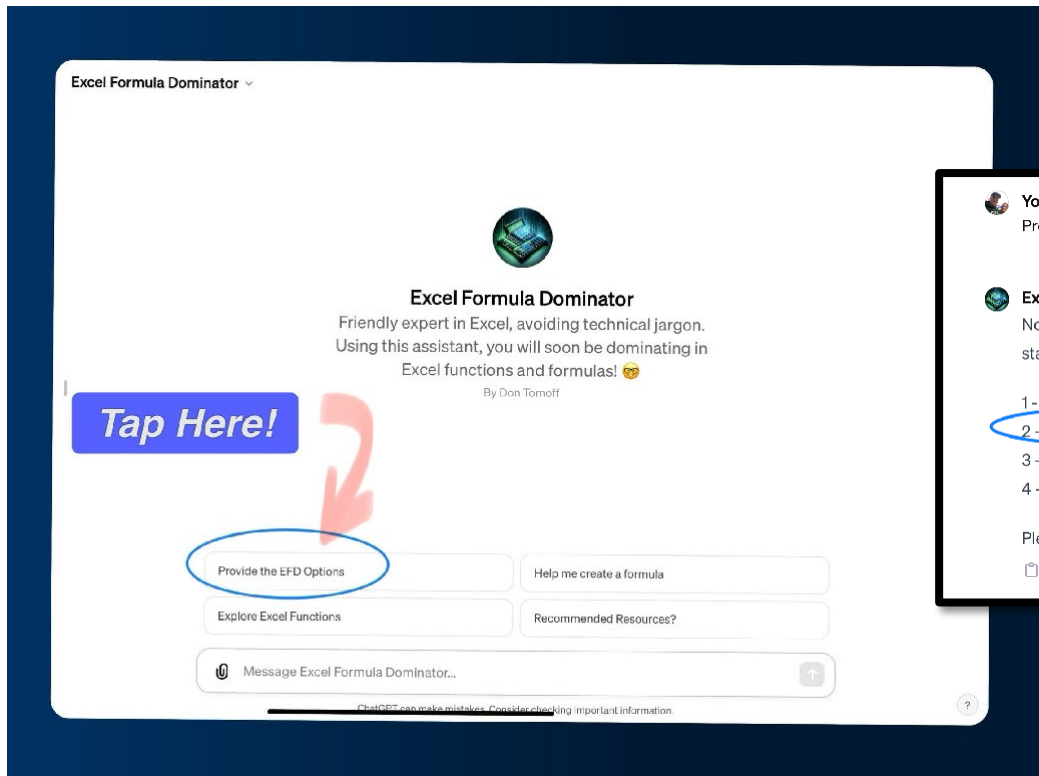 Excel Formula Dominator
Excel Formula Dominator
Friendly expert in Excel, avoiding technical jargon.
Using this assistant, you will soon be dominating in
Excel functions and formulas! 🤓
By Don Tomoff
Tap Here!
Provide the EFD Options
Help me create a formula
Explore Excel Functions
Recommended Resources?
Message Excel Formula Dominator...
ChatGPT can make mistakes. Consider checking important information.
?
1 -
2 -
3 -
4 -